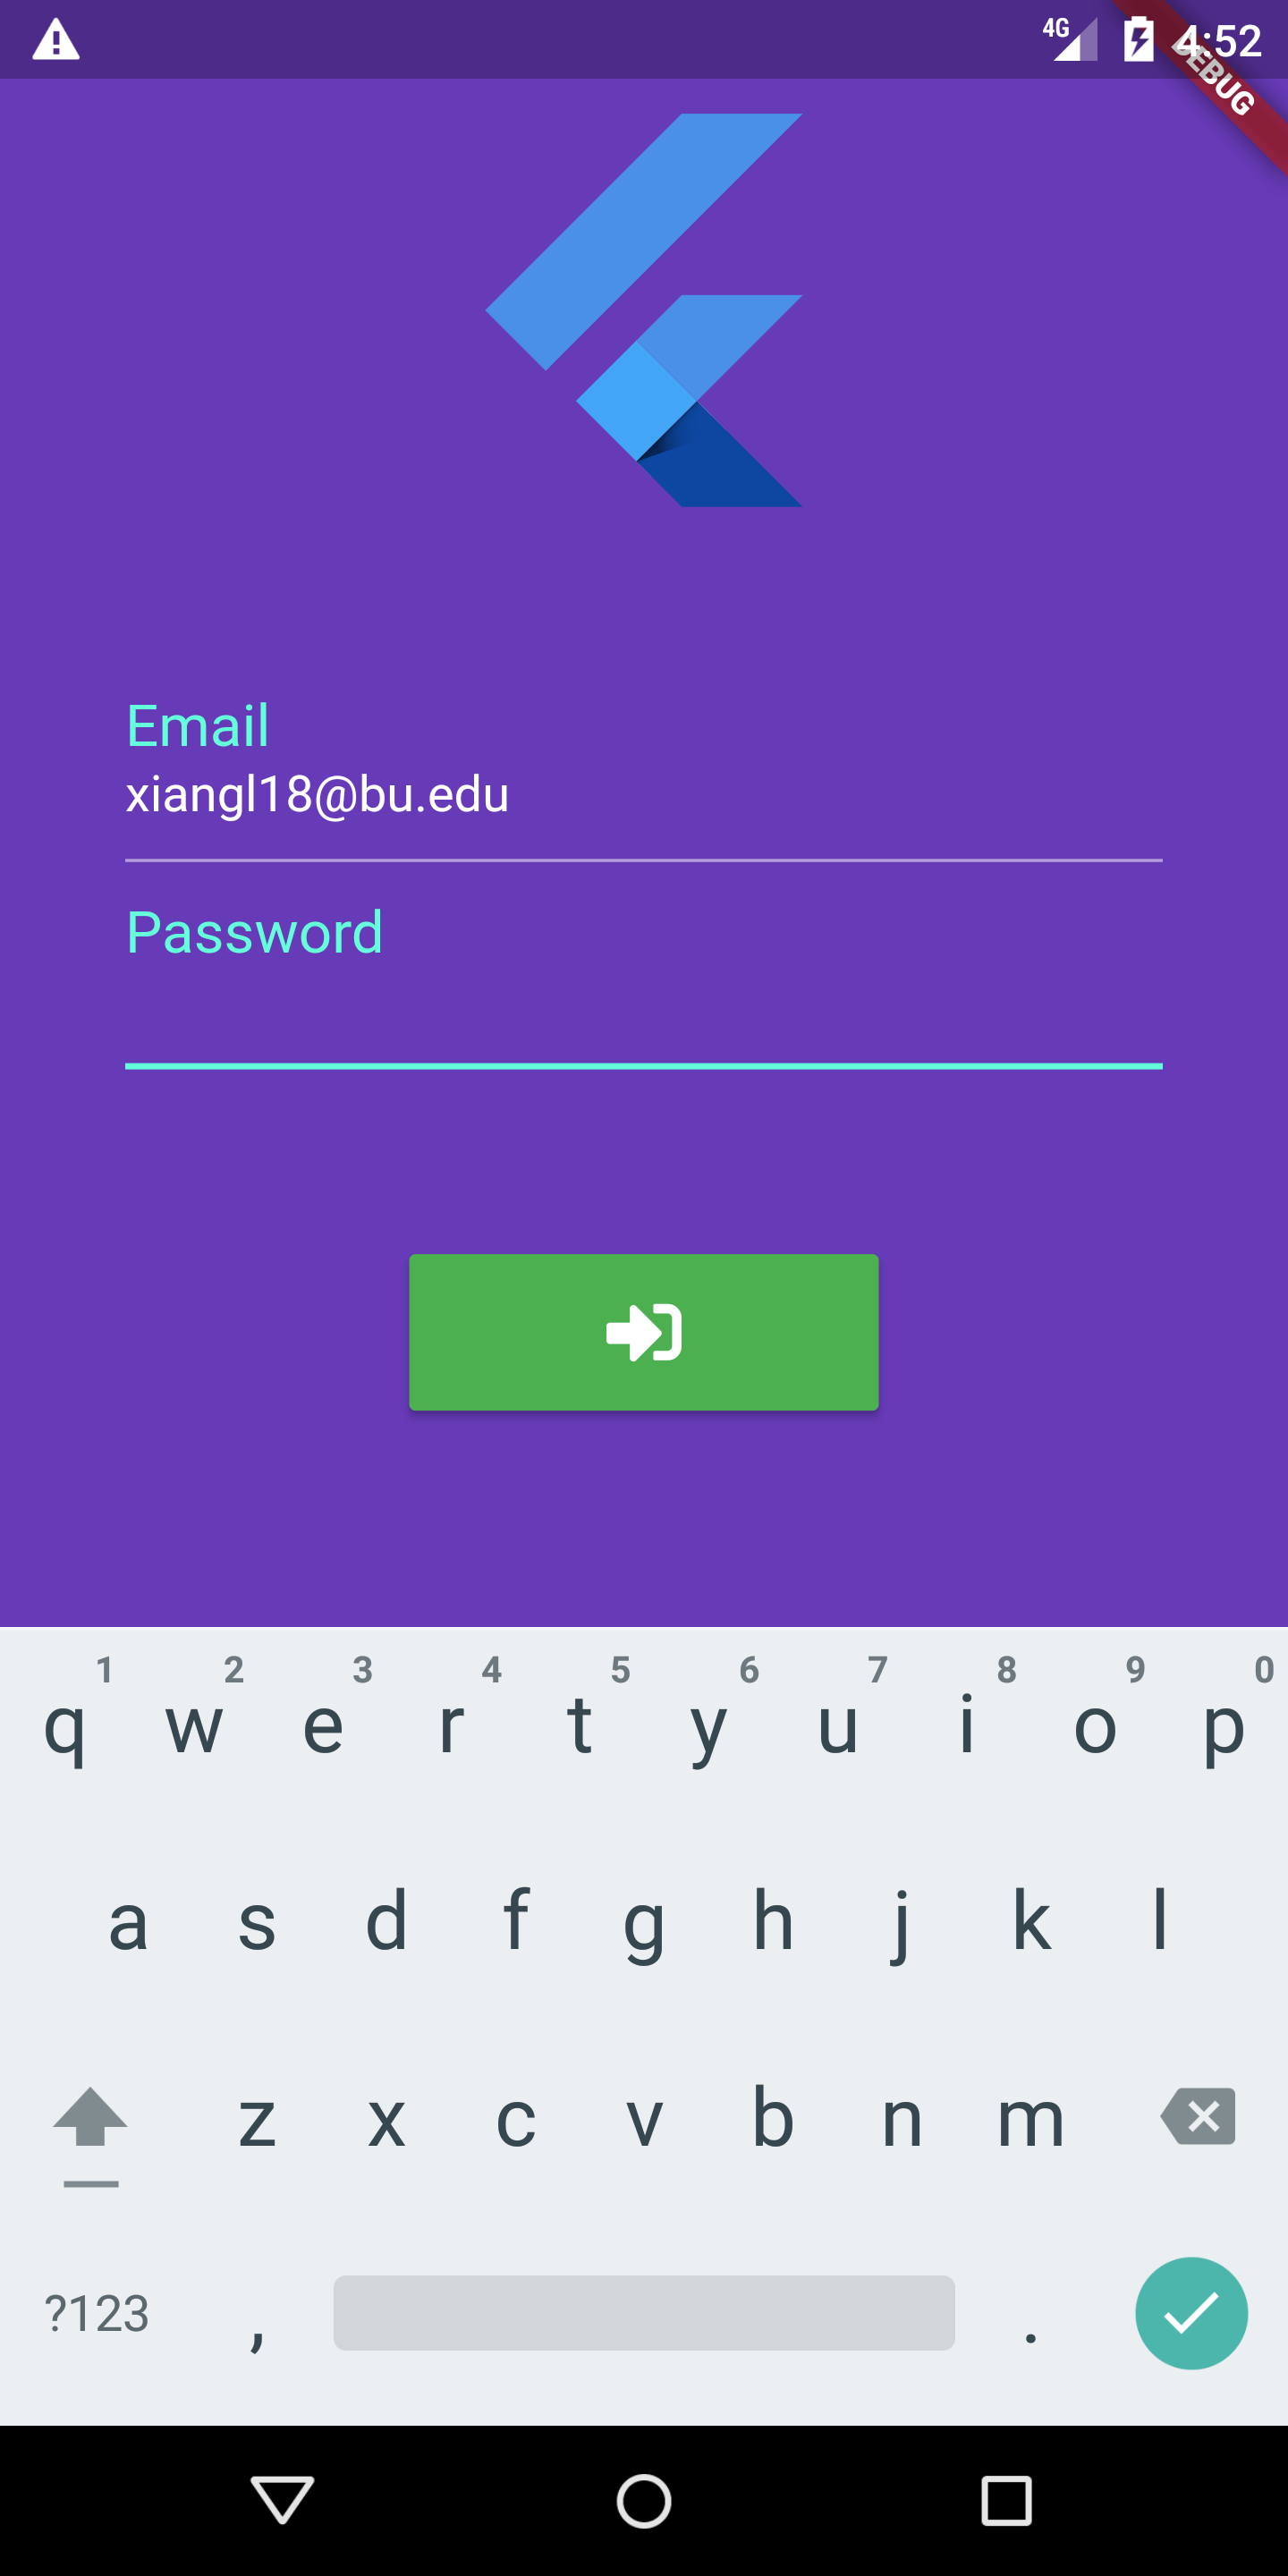 4G 4:52
DEBUG
Email
xiangl18@bu.edu
Password
1 2 3 4 5 6 7 8 9 0
q w e r t y u i o p
a s d f g h j k l
z x c v b n m
?123 , .